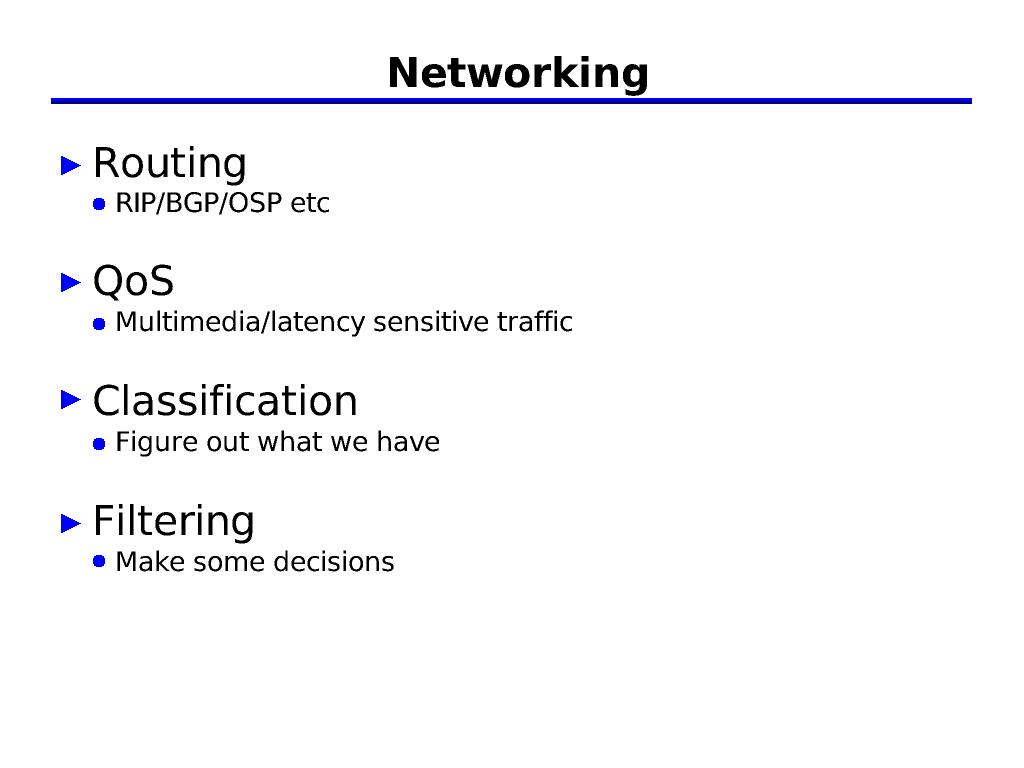 Networking
Routing
RIP/BGP/OSP etc
QoS
Multimedia/latency sensitive traffic
Classification
Figure out what we have
Filtering
Make some decisions